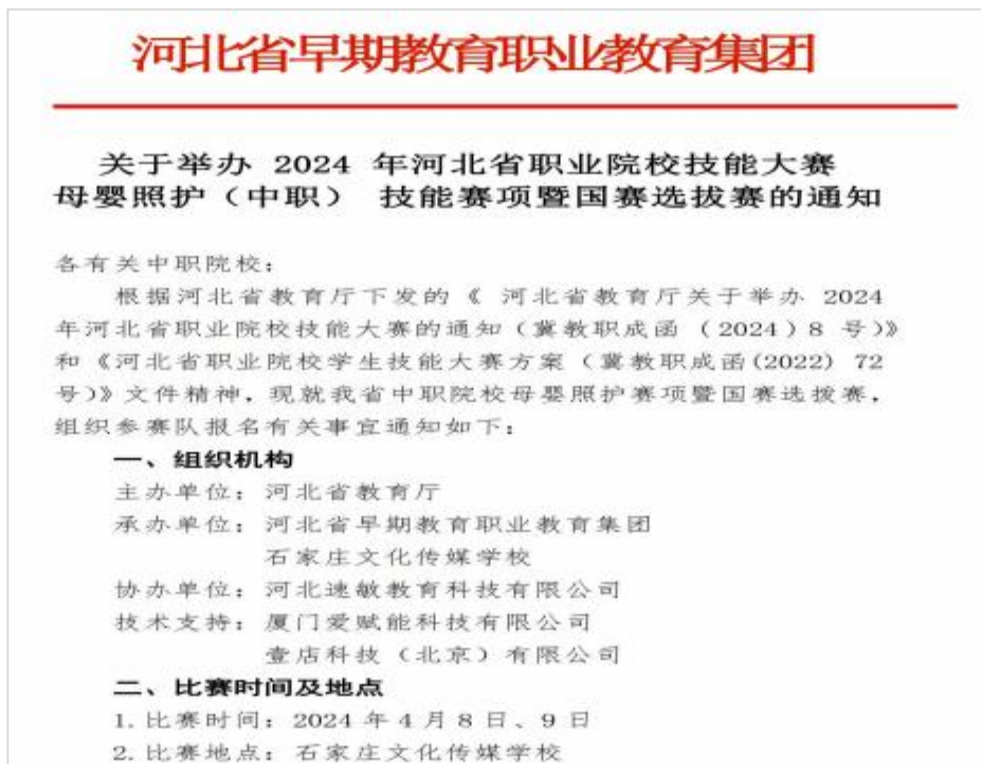 河北省早期教育职业教育集团
关于举办 2024 年河北省职业院校技能大赛
母婴照护（中职） 技能赛项暨国赛选拔赛的通知
各有关中职院校：
根据河北省教育厅下发的《 河北省教育厅关于举办 2024
年河北省职业院校技能大赛的通知（冀教职成函 （2024）8 号）》
和《河北省职业院校学生技能大赛方案（冀教职成函(2022) 72
号）》文件精神，现就我省中职院校母婴照护赛项暨国赛选拨赛，
组织参赛队报名有关事宜通知如下：
一、组织机构
主办单位：河北省教育厅
承办单位：河北省早期教育职业教育集团
石家庄文化传媒学校
协办单位：河北速敏教育科技有限公司
技术支持：厦门爱赋能科技有限公司
壹店科技（北京）有限公司
二、比赛时间及地点
1. 比赛时间：2024 年 4 月 8 日、9 日
2. 比赛地点：石家庄文化传媒学校